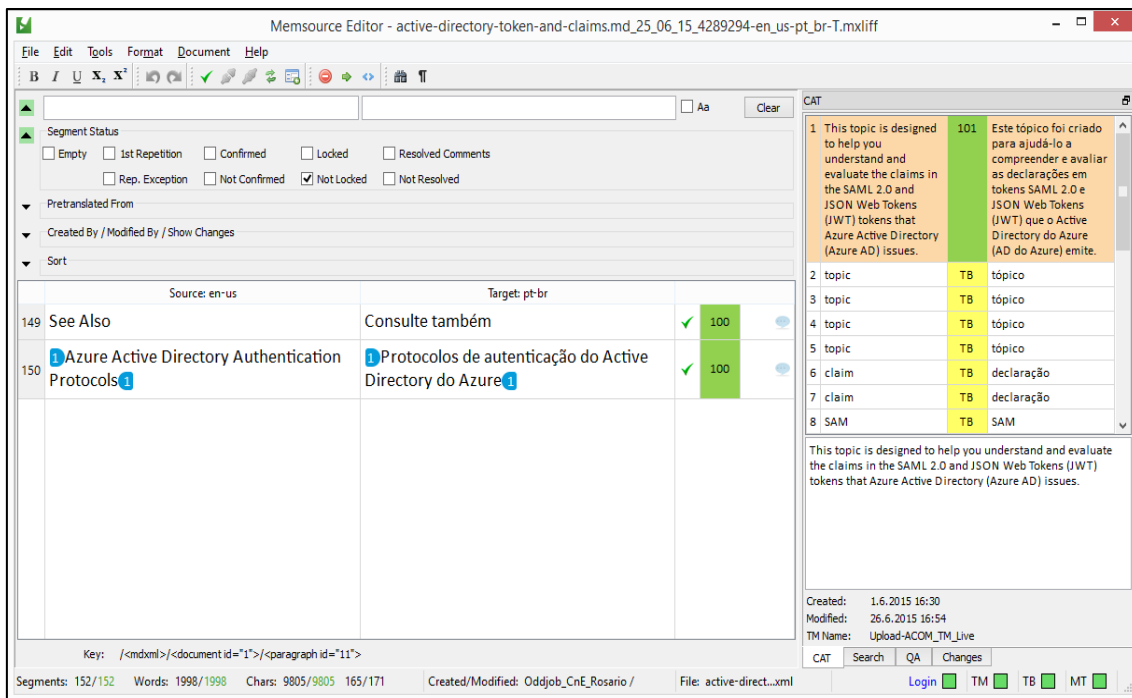 Memsource Editor - active-directory-token-and-claims.md_25_06_15_4289294-en_us-pt_br-T.mxliff
File Edit Tools Format Document Help
B I U X₂ X²
Aa Clear
Segment Status
Empty 1st Repetition Confirmed Locked Resolved Comments
Rep. Exception Not Confirmed Not Locked Not Resolved
Pretranslated From
Created By / Modified By / Show Changes
Sort
Source: en-us Target: pt-br
149 See Also Consulte também 100
150 1Azure Active Directory Authentication
Protocols1
1Protocolos de autenticação do Active
Directory do Azure1
100
Key: /<mdxml>/<document id="1">/<paragraph id="11">
CAT
1 This topic is designed
to help you
understand and
evaluate the claims in
the SAML 2.0 and
JSON Web Tokens
(JWT) tokens that
Azure Active Directory
(Azure AD) issues.
101
Este tópico foi criado
para ajudá-lo a
compreender e avaliar
as declarações em
tokens SAML 2.0 e
JSON Web Tokens
(JWT) que o Active
Directory do Azure
(AD do Azure) emite.
2 topic TB tópico
3 topic TB tópico
4 topic TB tópico
5 topic TB tópico
6 claim TB declaração
7 claim TB declaração
8 SAM TB SAM
This topic is designed to help you understand and evaluate
the claims in the SAML 2.0 and JSON Web Tokens (JWT)
tokens that Azure Active Directory (Azure AD) issues.
Created: 1.6.2015 16:30
Modified: 26.6.2015 16:54
TM Name: Upload-ACOM_TM_Live
CAT Search QA Changes
Segments: 152/152 Words: 1998/1998 Chars: 9805/9805 165/171 Created/Modified: Oddjob_CnE_Rosario / File: active-direct...xml Login TM TB MT